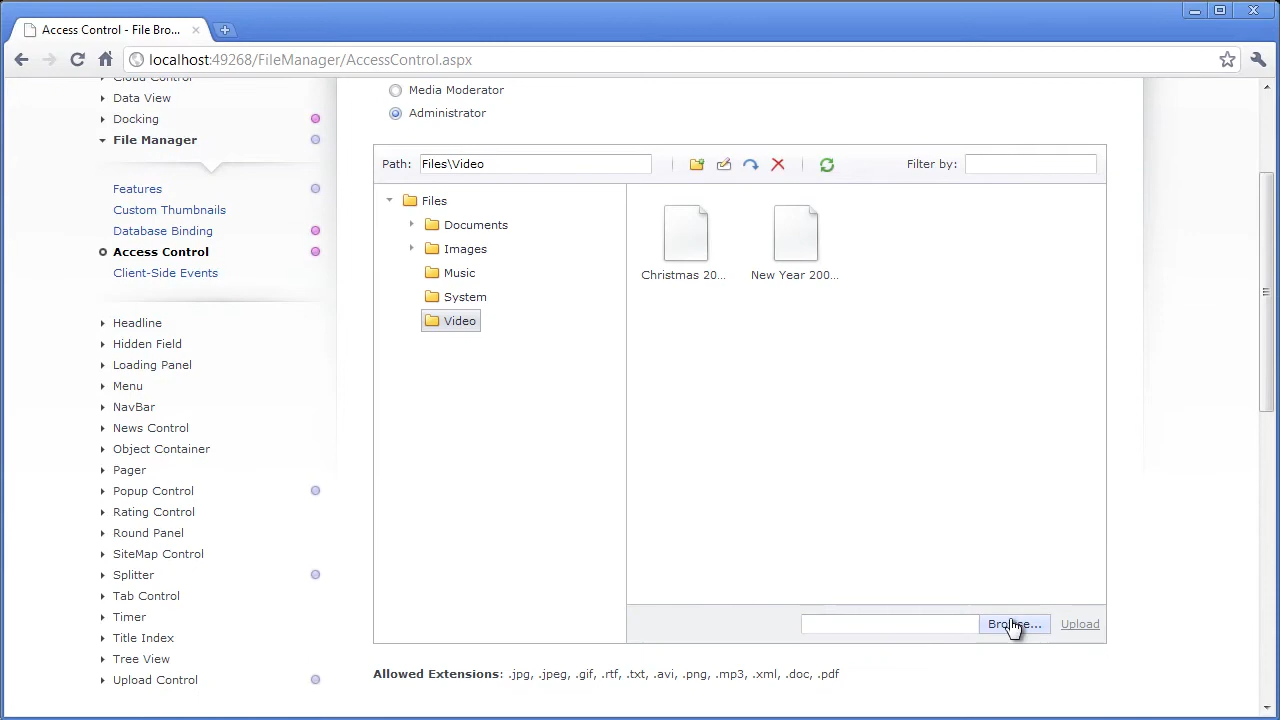 Access Control - File Bro...
localhost:49268/FileManager/AccessControl.aspx
Cloud Control
Data View
Docking
File Manager
Features
Custom Thumbnails
Database Binding
Access Control
Client-Side Events
Headline
Hidden Field
Loading Panel
Menu
NavBar
News Control
Object Container
Pager
Popup Control
Rating Control
Round Panel
SiteMap Control
Splitter
Tab Control
Timer
Title Index
Tree View
Upload Control
Media Moderator
Administrator
Path: Files\Video
Filter by:
Files
Documents
Images
Music
System
Video
Christmas 20...
New Year 200...
Browse...
Upload
Allowed Extensions: .jpg, .jpeg, .gif, .rtf, .txt, .avi, .png, .mp3, .xml, .doc, .pdf